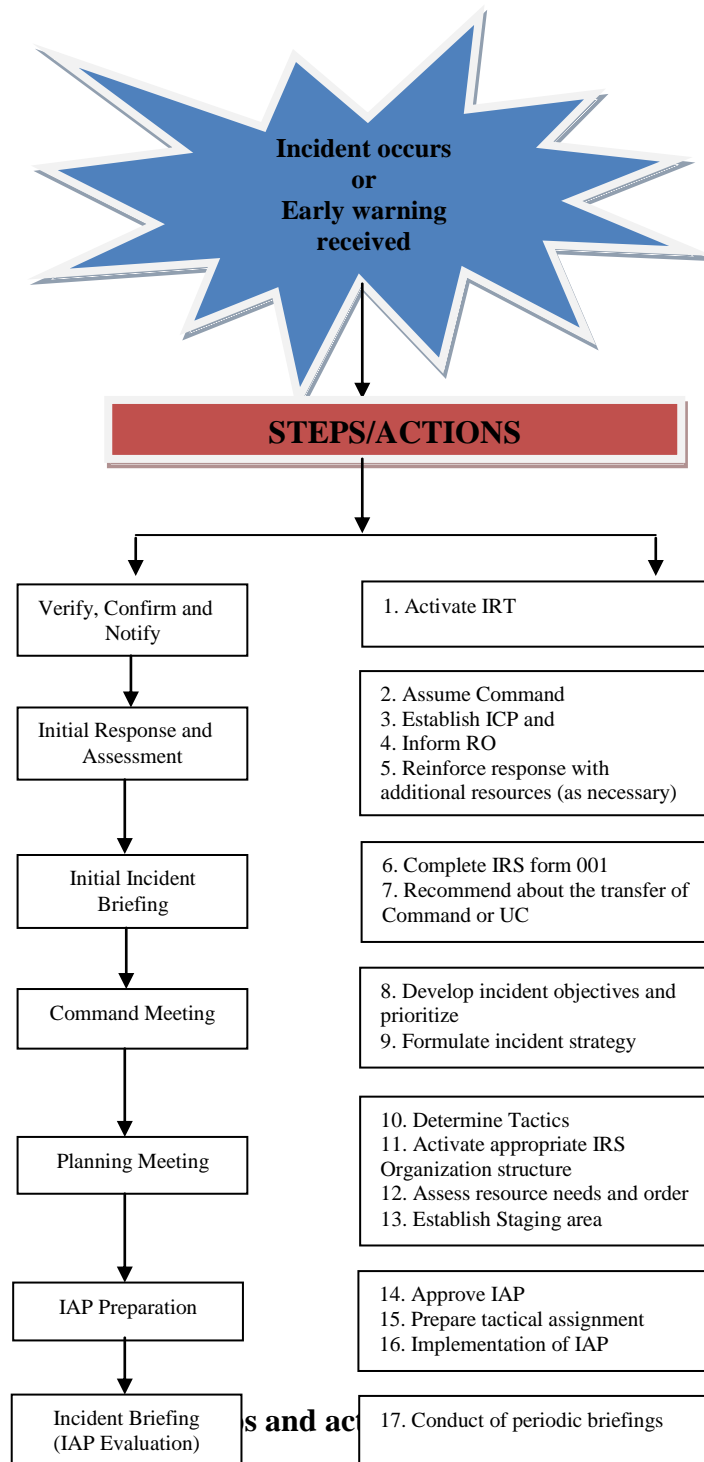 Incident occurs
or
Early warning
received
STEPS/ACTIONS
Verify, Confirm and
Notify
1. Activate IRT
Initial Response and
Assessment
2. Assume Command
3. Establish ICP and
4. Inform RO
5. Reinforce response with
additional resources (as necessary)
Initial Incident
Briefing
6. Complete IRS form 001
7. Recommend about the transfer of
Command or UC
Command Meeting
8. Develop incident objectives and
prioritize
9. Formulate incident strategy
Planning Meeting
10. Determine Tactics
11. Activate appropriate IRS
Organization structure
12. Assess resource needs and order
13. Establish Staging area
IAP Preparation
14. Approve IAP
15. Prepare tactical assignment
16. Implementation of IAP
Incident Briefing
(IAP Evaluation)
and
17. Conduct of periodic briefings